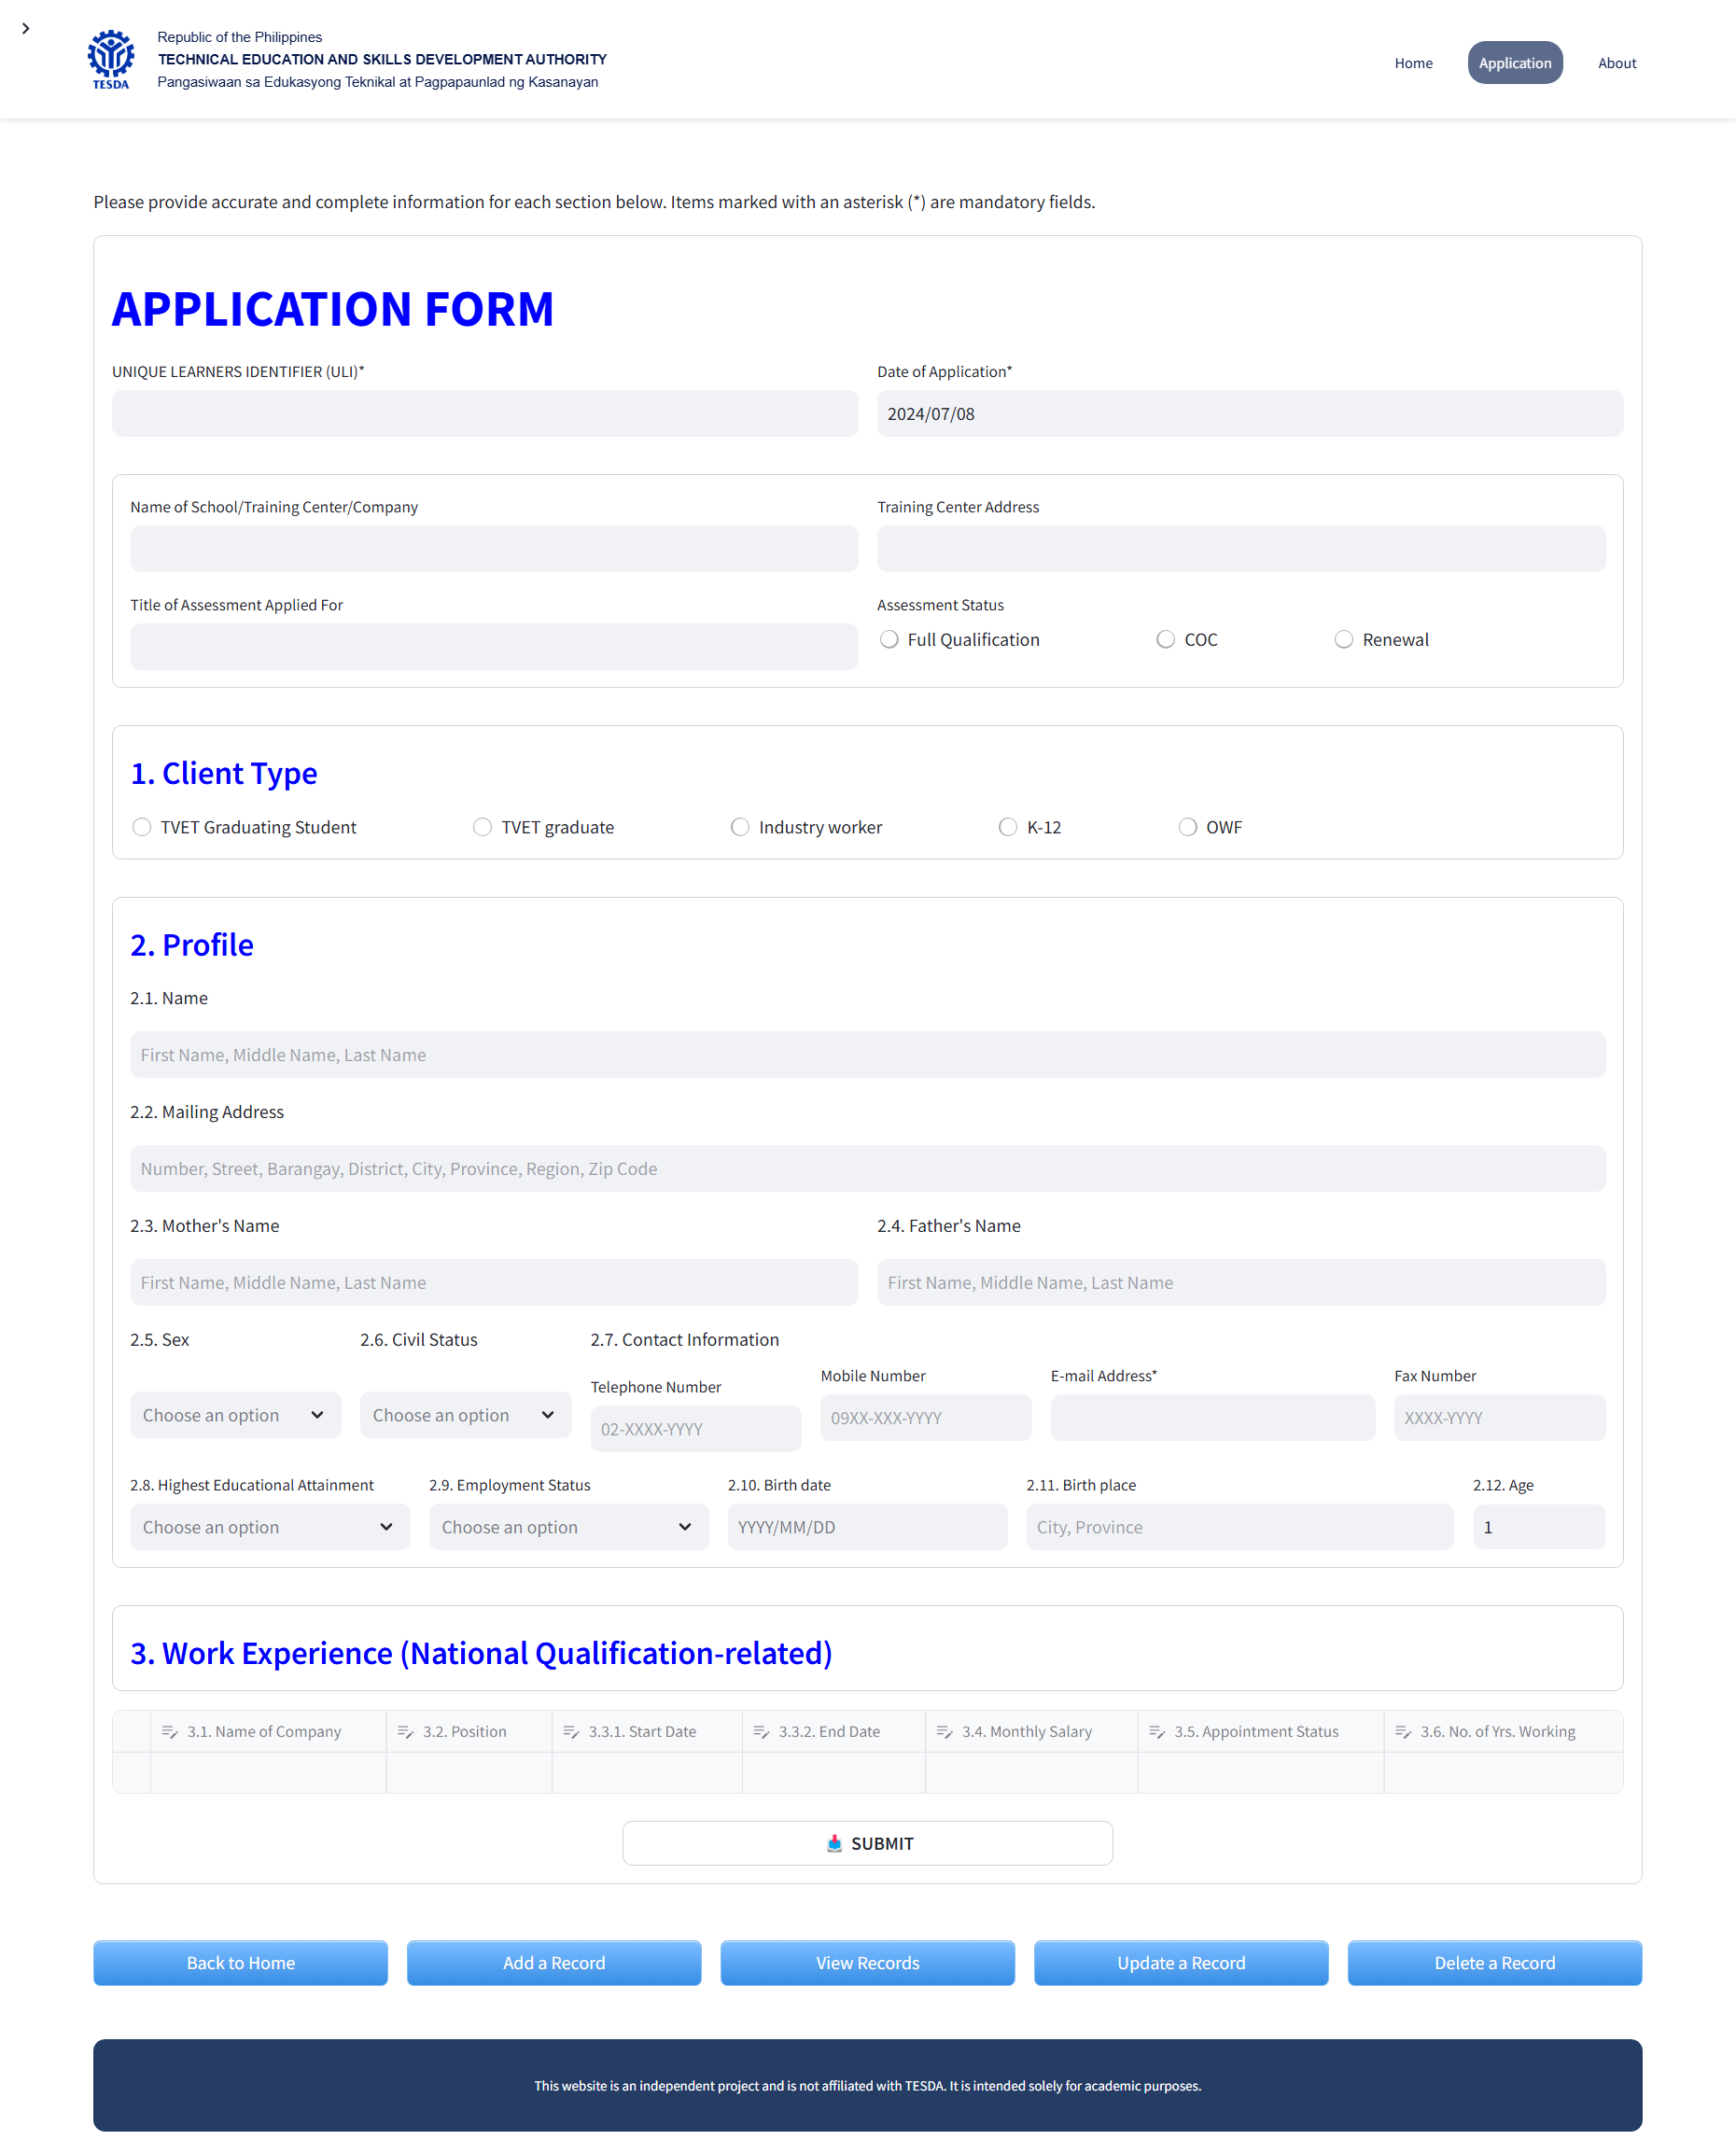 Republic of the Philippines
TECHNICAL EDUCATION AND SKILLS DEVELOPMENT AUTHORITY
Pangasiwaan sa Edukasyong Teknikal at Pagpapaunlad ng Kasanayan
TESDA
Home Application About
Please provide accurate and complete information for each section below. Items marked with an asterisk (*) are mandatory fields.
APPLICATION FORM
UNIQUE LEARNERS IDENTIFIER (ULI)* Date of Application*
2024/07/08
Name of School/Training Center/Company Training Center Address
Title of Assessment Applied For Assessment Status
Full Qualification COC Renewal
1. Client Type
TVET Graduating Student TVET graduate Industry worker K-12 OWF
2. Profile
2.1. Name
First Name, Middle Name, Last Name
2.2. Mailing Address
Number, Street, Barangay, District, City, Province, Region, Zip Code
2.3. Mother's Name 2.4. Father's Name
First Name, Middle Name, Last Name First Name, Middle Name, Last Name
2.5. Sex 2.6. Civil Status 2.7. Contact Information
Telephone Number Mobile Number E-mail Address* Fax Number
Choose an option Choose an option 02-XXXX-YYYY 09XX-XXX-YYYY XXXX-YYYY
2.8. Highest Educational Attainment 2.9. Employment Status 2.10. Birth date 2.11. Birth place 2.12. Age
Choose an option Choose an option YYYY/MM/DD City, Province 1
3. Work Experience (National Qualification-related)
3.1. Name of Company 3.2. Position 3.3.1. Start Date 3.3.2. End Date 3.4. Monthly Salary 3.5. Appointment Status 3.6. No. of Yrs. Working
SUBMIT
Back to Home Add a Record View Records Update a Record Delete a Record
This website is an independent project and is not affiliated with TESDA. It is intended solely for academic purposes.